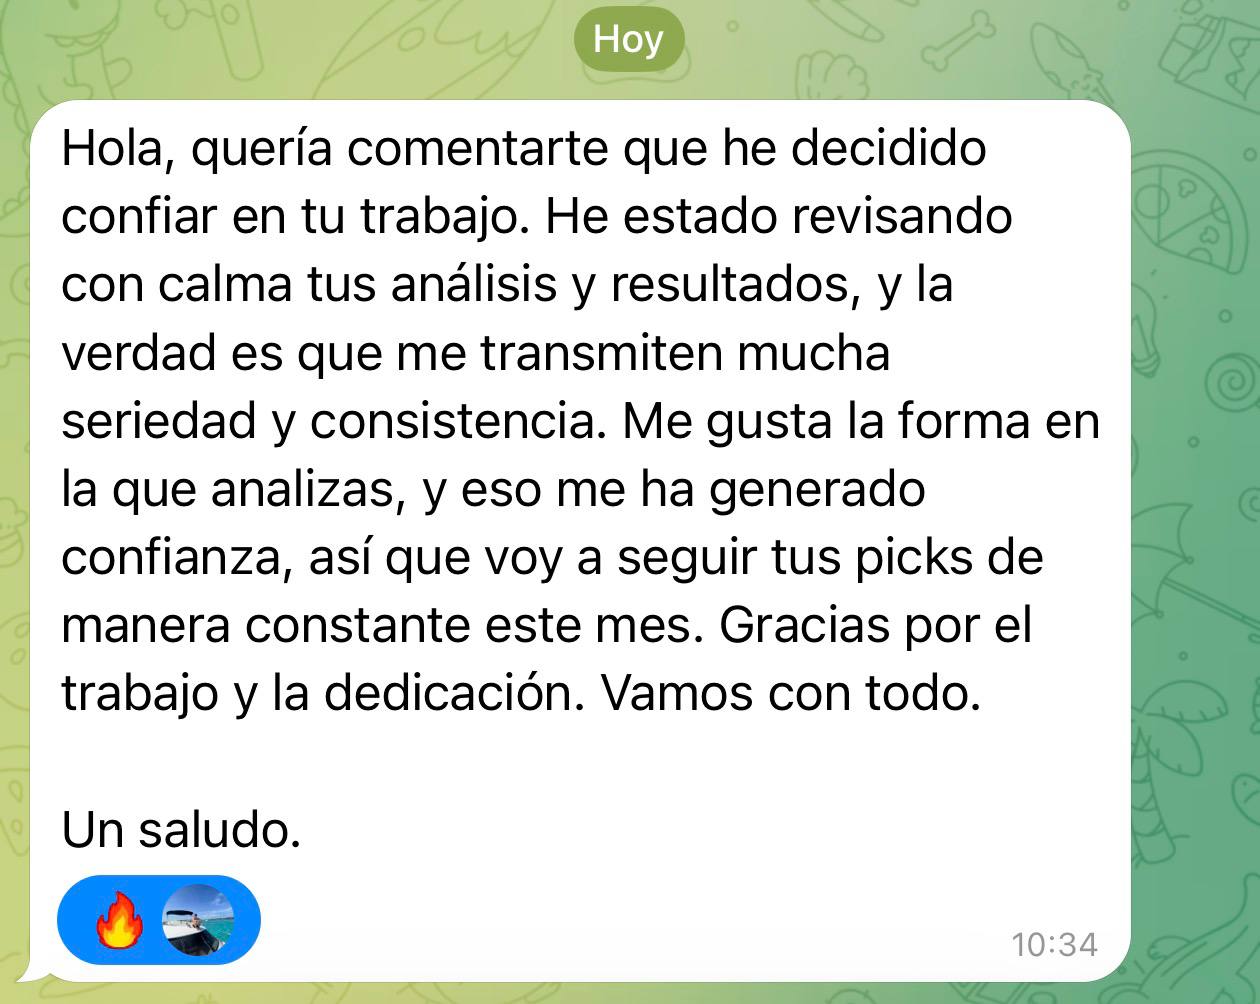 Hoy
Hola, quería comentarte que he decidido
confiar en tu trabajo. He estado revisando
con calma tus análisis y resultados, y la
verdad es que me transmiten mucha
seriedad y consistencia. Me gusta la forma en
la que analizas, y eso me ha generado
confianza, así que voy a seguir tus picks de
manera constante este mes. Gracias por el
trabajo y la dedicación. Vamos con todo.
Un saludo.
10:34